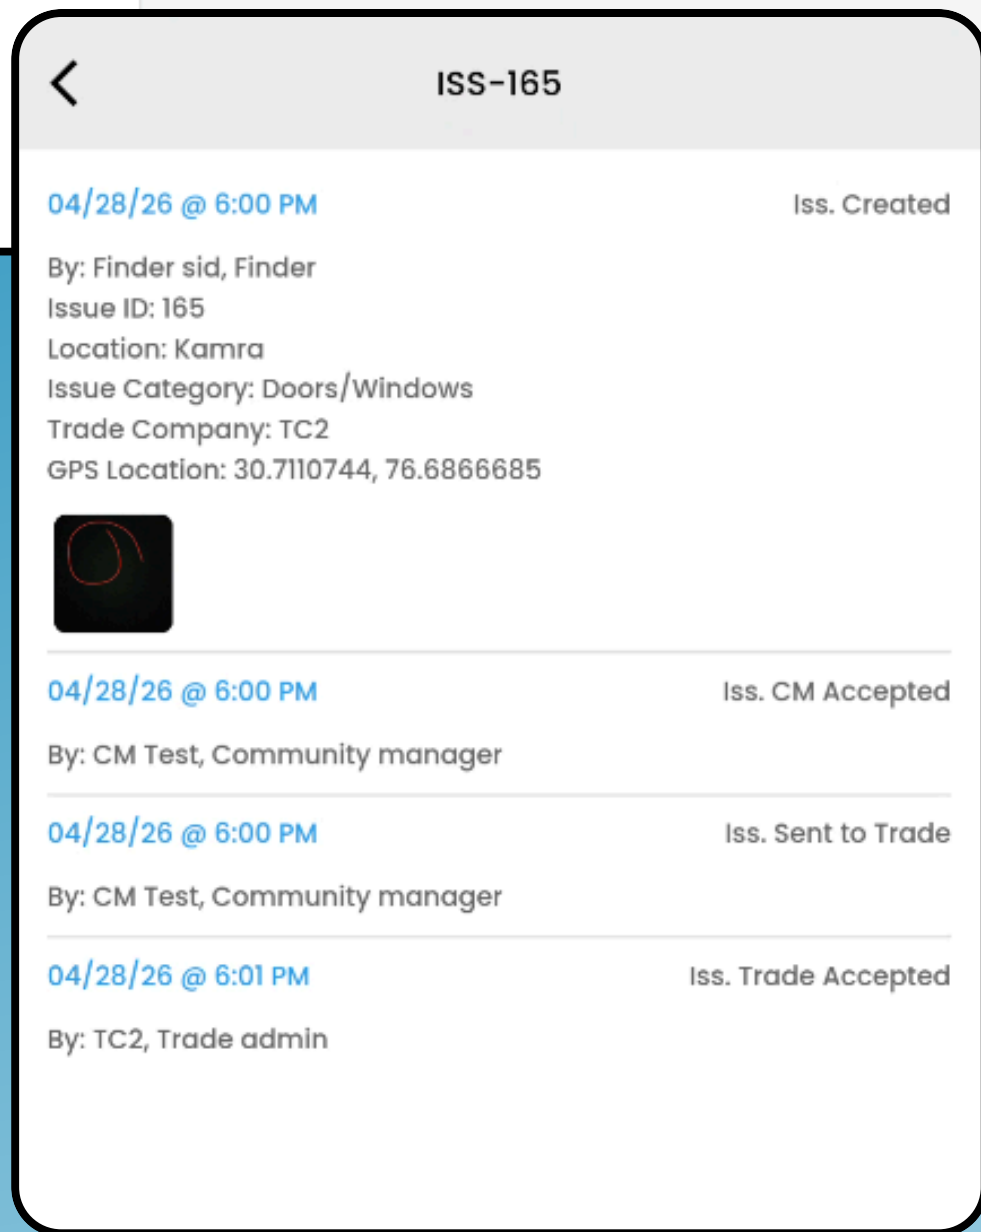 ISS-165
04/28/26 @ 6:00 PM Iss. Created
By: Finder sid, Finder
Issue ID: 165
Location: Kamra
Issue Category: Doors/Windows
Trade Company: TC2
GPS Location: 30.7110744, 76.6866685
04/28/26 @ 6:00 PM Iss. CM Accepted
By: CM Test, Community manager
04/28/26 @ 6:00 PM Iss. Sent to Trade
By: CM Test, Community manager
04/28/26 @ 6:01 PM Iss. Trade Accepted
By: TC2, Trade admin